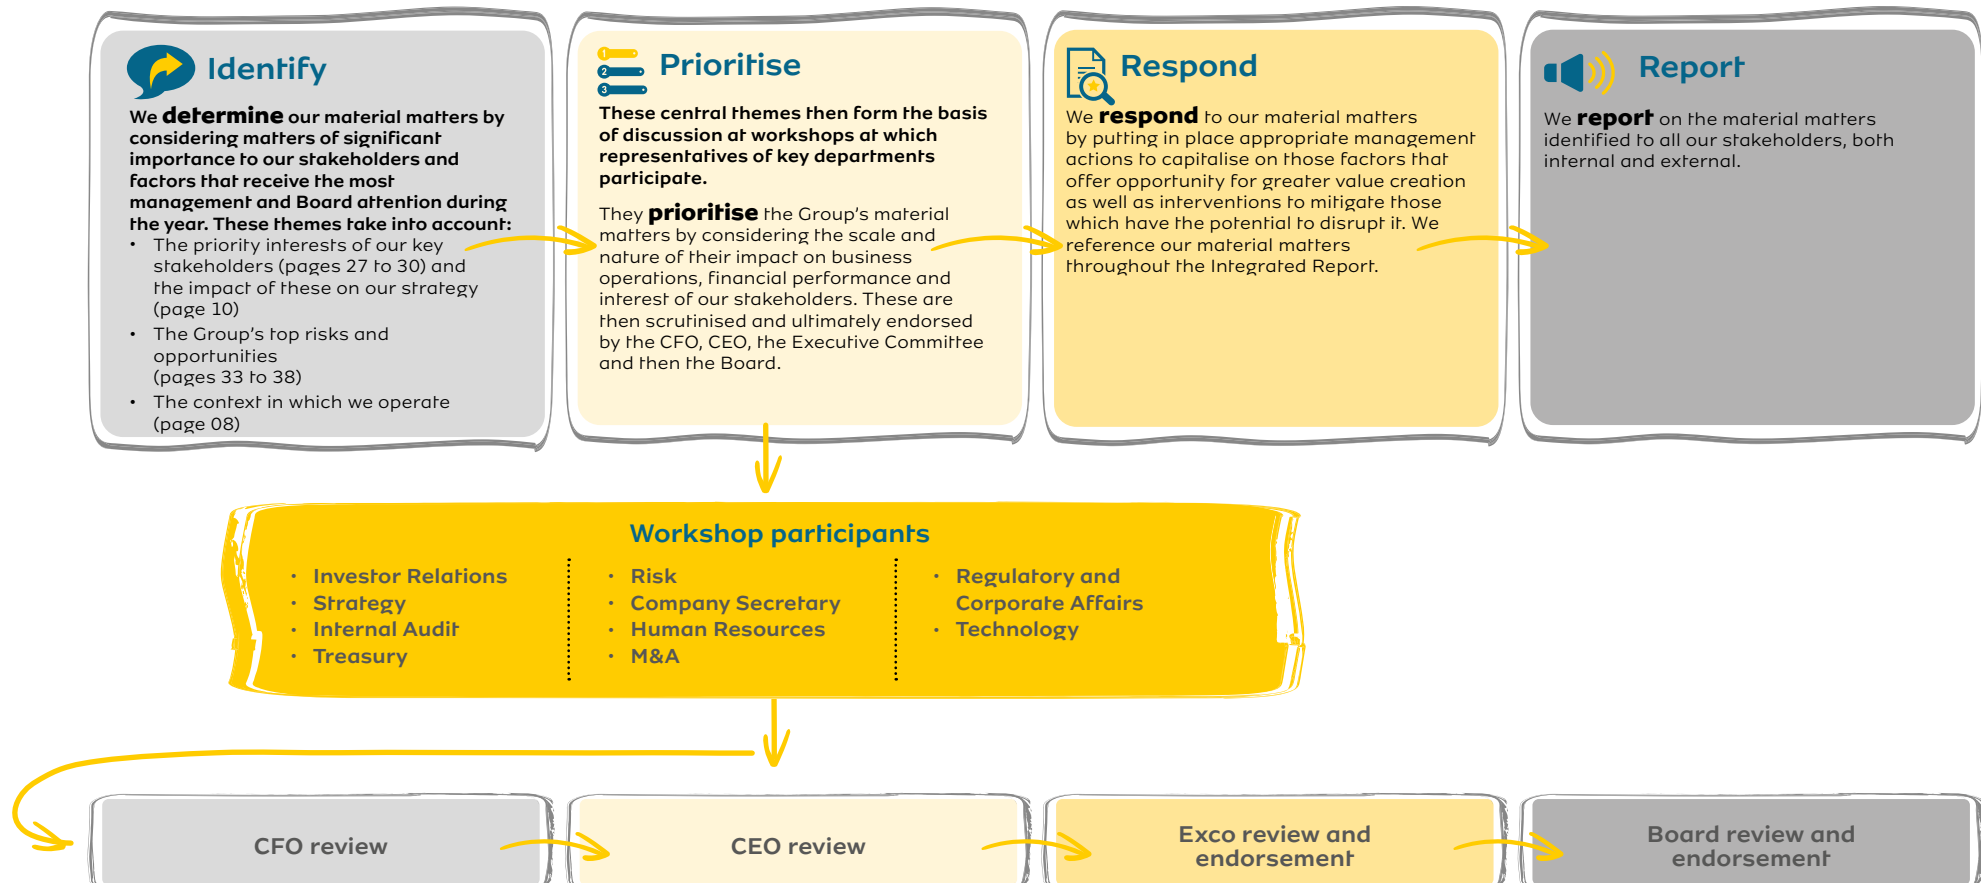 Identify
We determine our material matters by
considering matters of significant
importance to our stakeholders and
factors that receive the most
management and Board attention during
the year. These themes take into account:
• The priority interests of our key
stakeholders (pages 27 to 30) and
the impact of these on our strategy
(page 10)
• The Group's top risks and
opportunities
(pages 33 to 38)
• The context in which we operate
(page 08)
1
2
3
Prioritise
These central themes then form the basis
of discussion at workshops at which
representatives of key departments
participate.
They prioritise the Group's material
matters by considering the scale and
nature of their impact on business
operations, financial performance and
interest of our stakeholders. These are
then scrutinised and ultimately endorsed
by the CFO, CEO, the Executive Committee
and then the Board.
Respond
We respond to our material matters
by putting in place appropriate management
actions to capitalise on those factors that
offer opportunity for greater value creation
as well as interventions to mitigate those
which have the potential to disrupt it. We
reference our material matters
throughout the Integrated Report.
Report
We report on the material matters
identified to all our stakeholders, both
internal and external.
Workshop participants
• Investor Relations
• Strategy
• Internal Audit
• Treasury
• Risk
• Company Secretary
• Human Resources
• M&A
• Regulatory and
Corporate Affairs
• Technology
CFO review
CEO review
Exco review and
endorsement
Board review and
endorsement